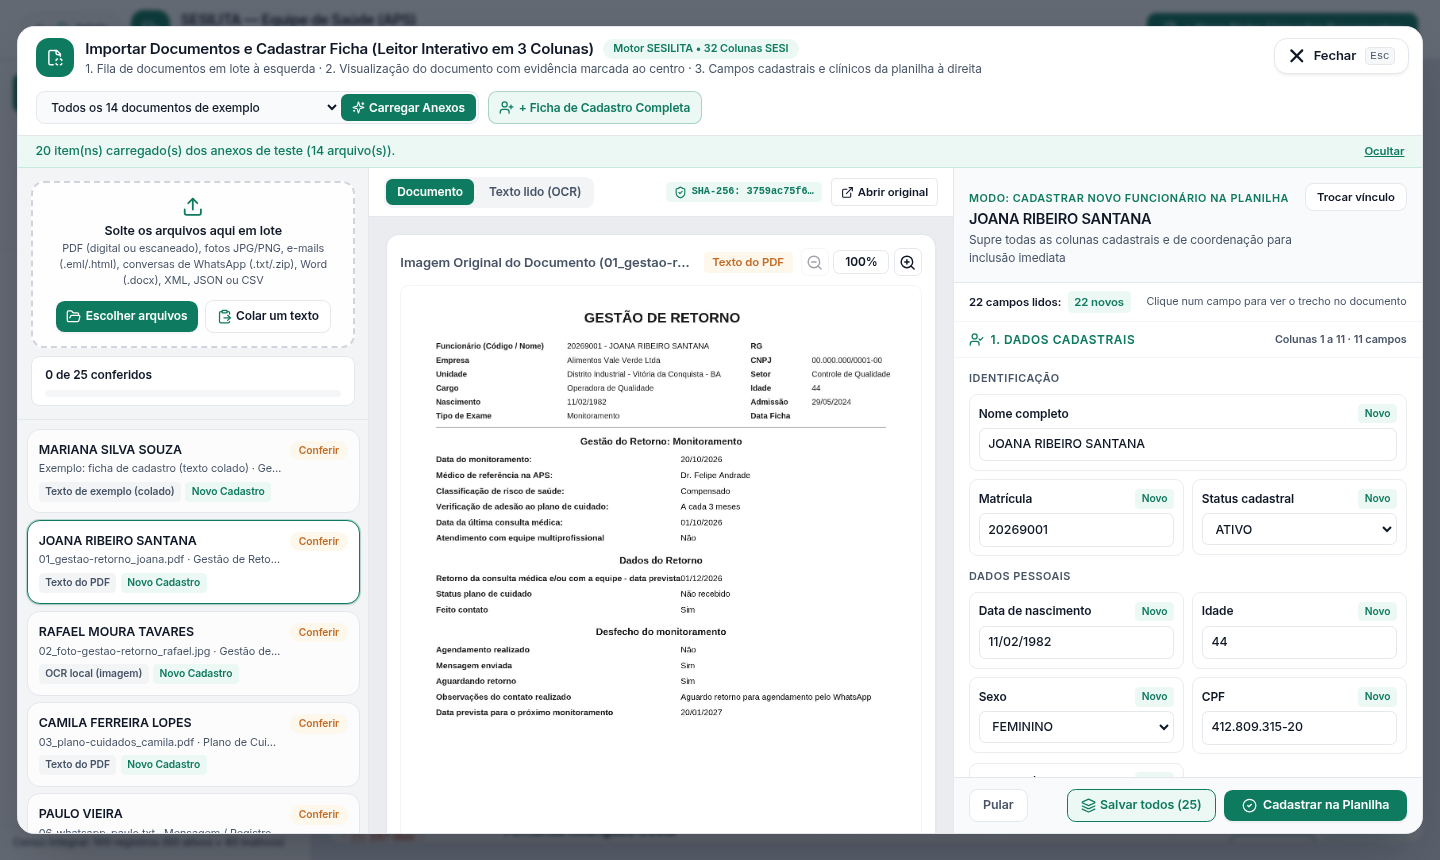 SESILITA — Equipe de Saúde (APS)
Importar Documentos e Cadastrar Ficha (Leitor Interativo em 3 Colunas)
Motor SESILITA • 32 Colunas SESI
1. Fila de documentos em lote à esquerda · 2. Visualização do documento com evidência marcada ao centro · 3. Campos cadastrais e clínicos da planilha à direita
Fechar Esc
Todos os 14 documentos de exemplo
Carregar Anexos
+ Ficha de Cadastro Completa
20 item(ns) carregado(s) dos anexos de teste (14 arquivo(s)).
Ocultar
Solte os arquivos aqui em lote
PDF (digital ou escaneado), fotos JPG/PNG, e-mails
(.eml/.html), conversas de WhatsApp (.txt/.zip), Word
(.docx), XML, JSON ou CSV
Escolher arquivos
Colar um texto
0 de 25 conferidos
MARIANA SILVA SOUZA
Conferir
Exemplo: ficha de cadastro (texto colado) · Ge...
Texto de exemplo (colado)
Novo Cadastro
JOANA RIBEIRO SANTANA
Conferir
01_gestao-retorno_joana.pdf · Gestão de Reto...
Texto do PDF
Novo Cadastro
RAFAEL MOURA TAVARES
Conferir
02_foto-gestao-retorno_rafael.jpg · Gestão de...
OCR local (imagem)
Novo Cadastro
CAMILA FERREIRA LOPES
Conferir
03_plano-cuidados_camila.pdf · Plano de Cui...
Texto do PDF
Novo Cadastro
PAULO VIEIRA
Conferir
06_whatsapp_paulo.txt · Mensagem / Registro...
Documento
Texto lido (OCR)
SHA-256: 3759ac75f6…
Abrir original
Imagem Original do Documento (01_gestao-r...
Texto do PDF
100%
GESTÃO DE RETORNO
Funcionário (Código / Nome) 20269001 - JOANA RIBEIRO SANTANA RG
Empresa Alimentos Vale Verde Ltda CNPJ 00.000.000/0001-00
Unidade Distrito Industrial - Vitória da Conquista - BA Setor Controle de Qualidade
Cargo Operadora de Qualidade Idade 44
Nascimento 11/02/1982 Admissão 29/05/2024
Tipo de Exame Monitoramento Data Ficha
Gestão do Retorno: Monitoramento
Data do monitoramento: 20/10/2026
Médico de referência na APS: Dr. Felipe Andrade
Classificação de risco de saúde: Compensado
Verificação de adesão ao plano de cuidado: A cada 3 meses
Data da última consulta médica: 01/10/2026
Atendimento com equipe multiprofissional Não
Dados do Retorno
Retorno da consulta médica e/ou com a equipe - data prevista01/12/2026
Status plano de cuidado Não recebido
Feito contato Sim
Desfecho do monitoramento
Agendamento realizado Não
Mensagem enviada Sim
Aguardando retorno Sim
Observações do contato realizado Aguardo retorno para agendamento pelo WhatsApp
Data prevista para o próximo monitoramento 20/01/2027
MODO: CADASTRAR NOVO FUNCIONÁRIO NA PLANILHA
Trocar vínculo
JOANA RIBEIRO SANTANA
Supre todas as colunas cadastrais e de coordenação para
inclusão imediata
22 campos lidos: 22 novos Clique num campo para ver o trecho no documento
1. DADOS CADASTRAIS
Colunas 1 a 11 · 11 campos
IDENTIFICAÇÃO
Nome completo Novo
JOANA RIBEIRO SANTANA
Matrícula Novo
20269001
Status cadastral Novo
ATIVO
DADOS PESSOAIS
Data de nascimento Novo
11/02/1982
Idade Novo
44
Sexo Novo
FEMININO
CPF Novo
412.809.315-20
Pular
Salvar todos (25)
Cadastrar na Planilha